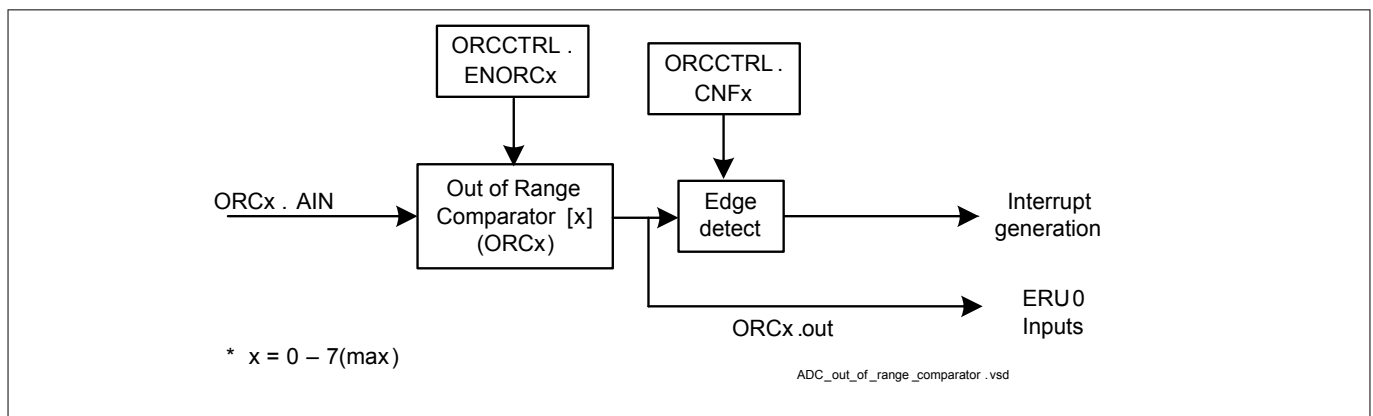 ORCCTRL .
ENORCx
ORCCTRL .
CNFx
ORCx . AIN
Out of Range
Comparator [x]
(ORCx)
Edge
detect
Interrupt
generation
ORCx .out
ERU0
Inputs
* x = 0 – 7(max)
ADC_out_of_range_comparator .vsd